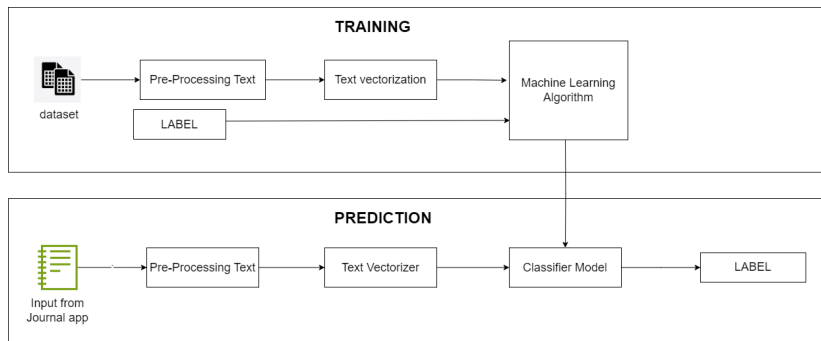 TRAINING
Pre-Processing Text
Text vectorization
Machine Learning
Algorithm
dataset
LABEL
PREDICTION
Pre-Processing Text
Text Vectorizer
Classifier Model
LABEL
Input from
Journal app